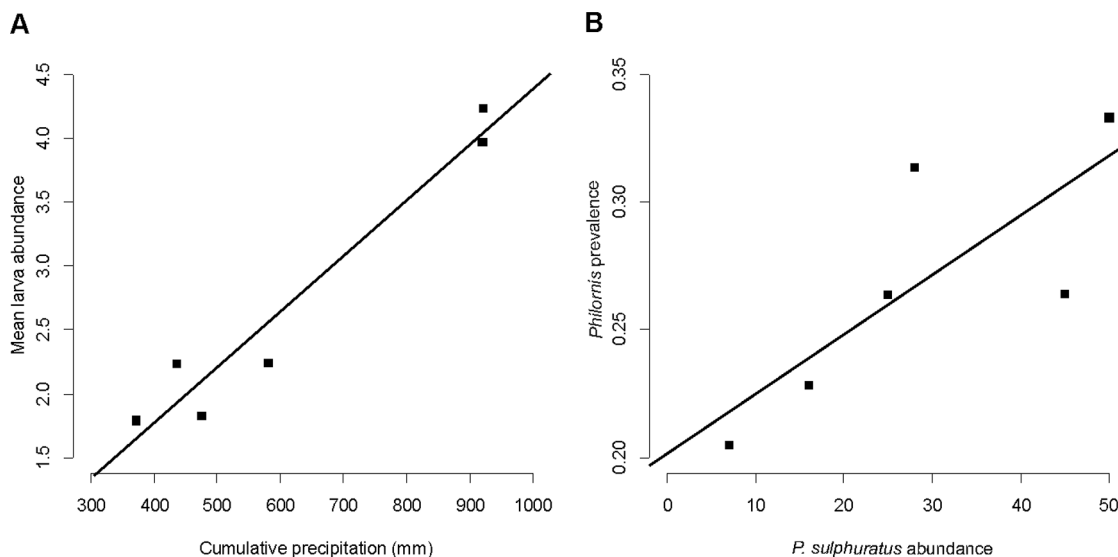 A
Mean larva abundance
4.5
4.0
3.5
3.0
2.5
2.0
1.5
300 400 500 600 700 800 900 1000
Cumulative precipitation (mm)
B
Philornis prevalence
0.35
0.30
0.25
0.20
0 10 20 30 40 50
P. sulphuratus abundance